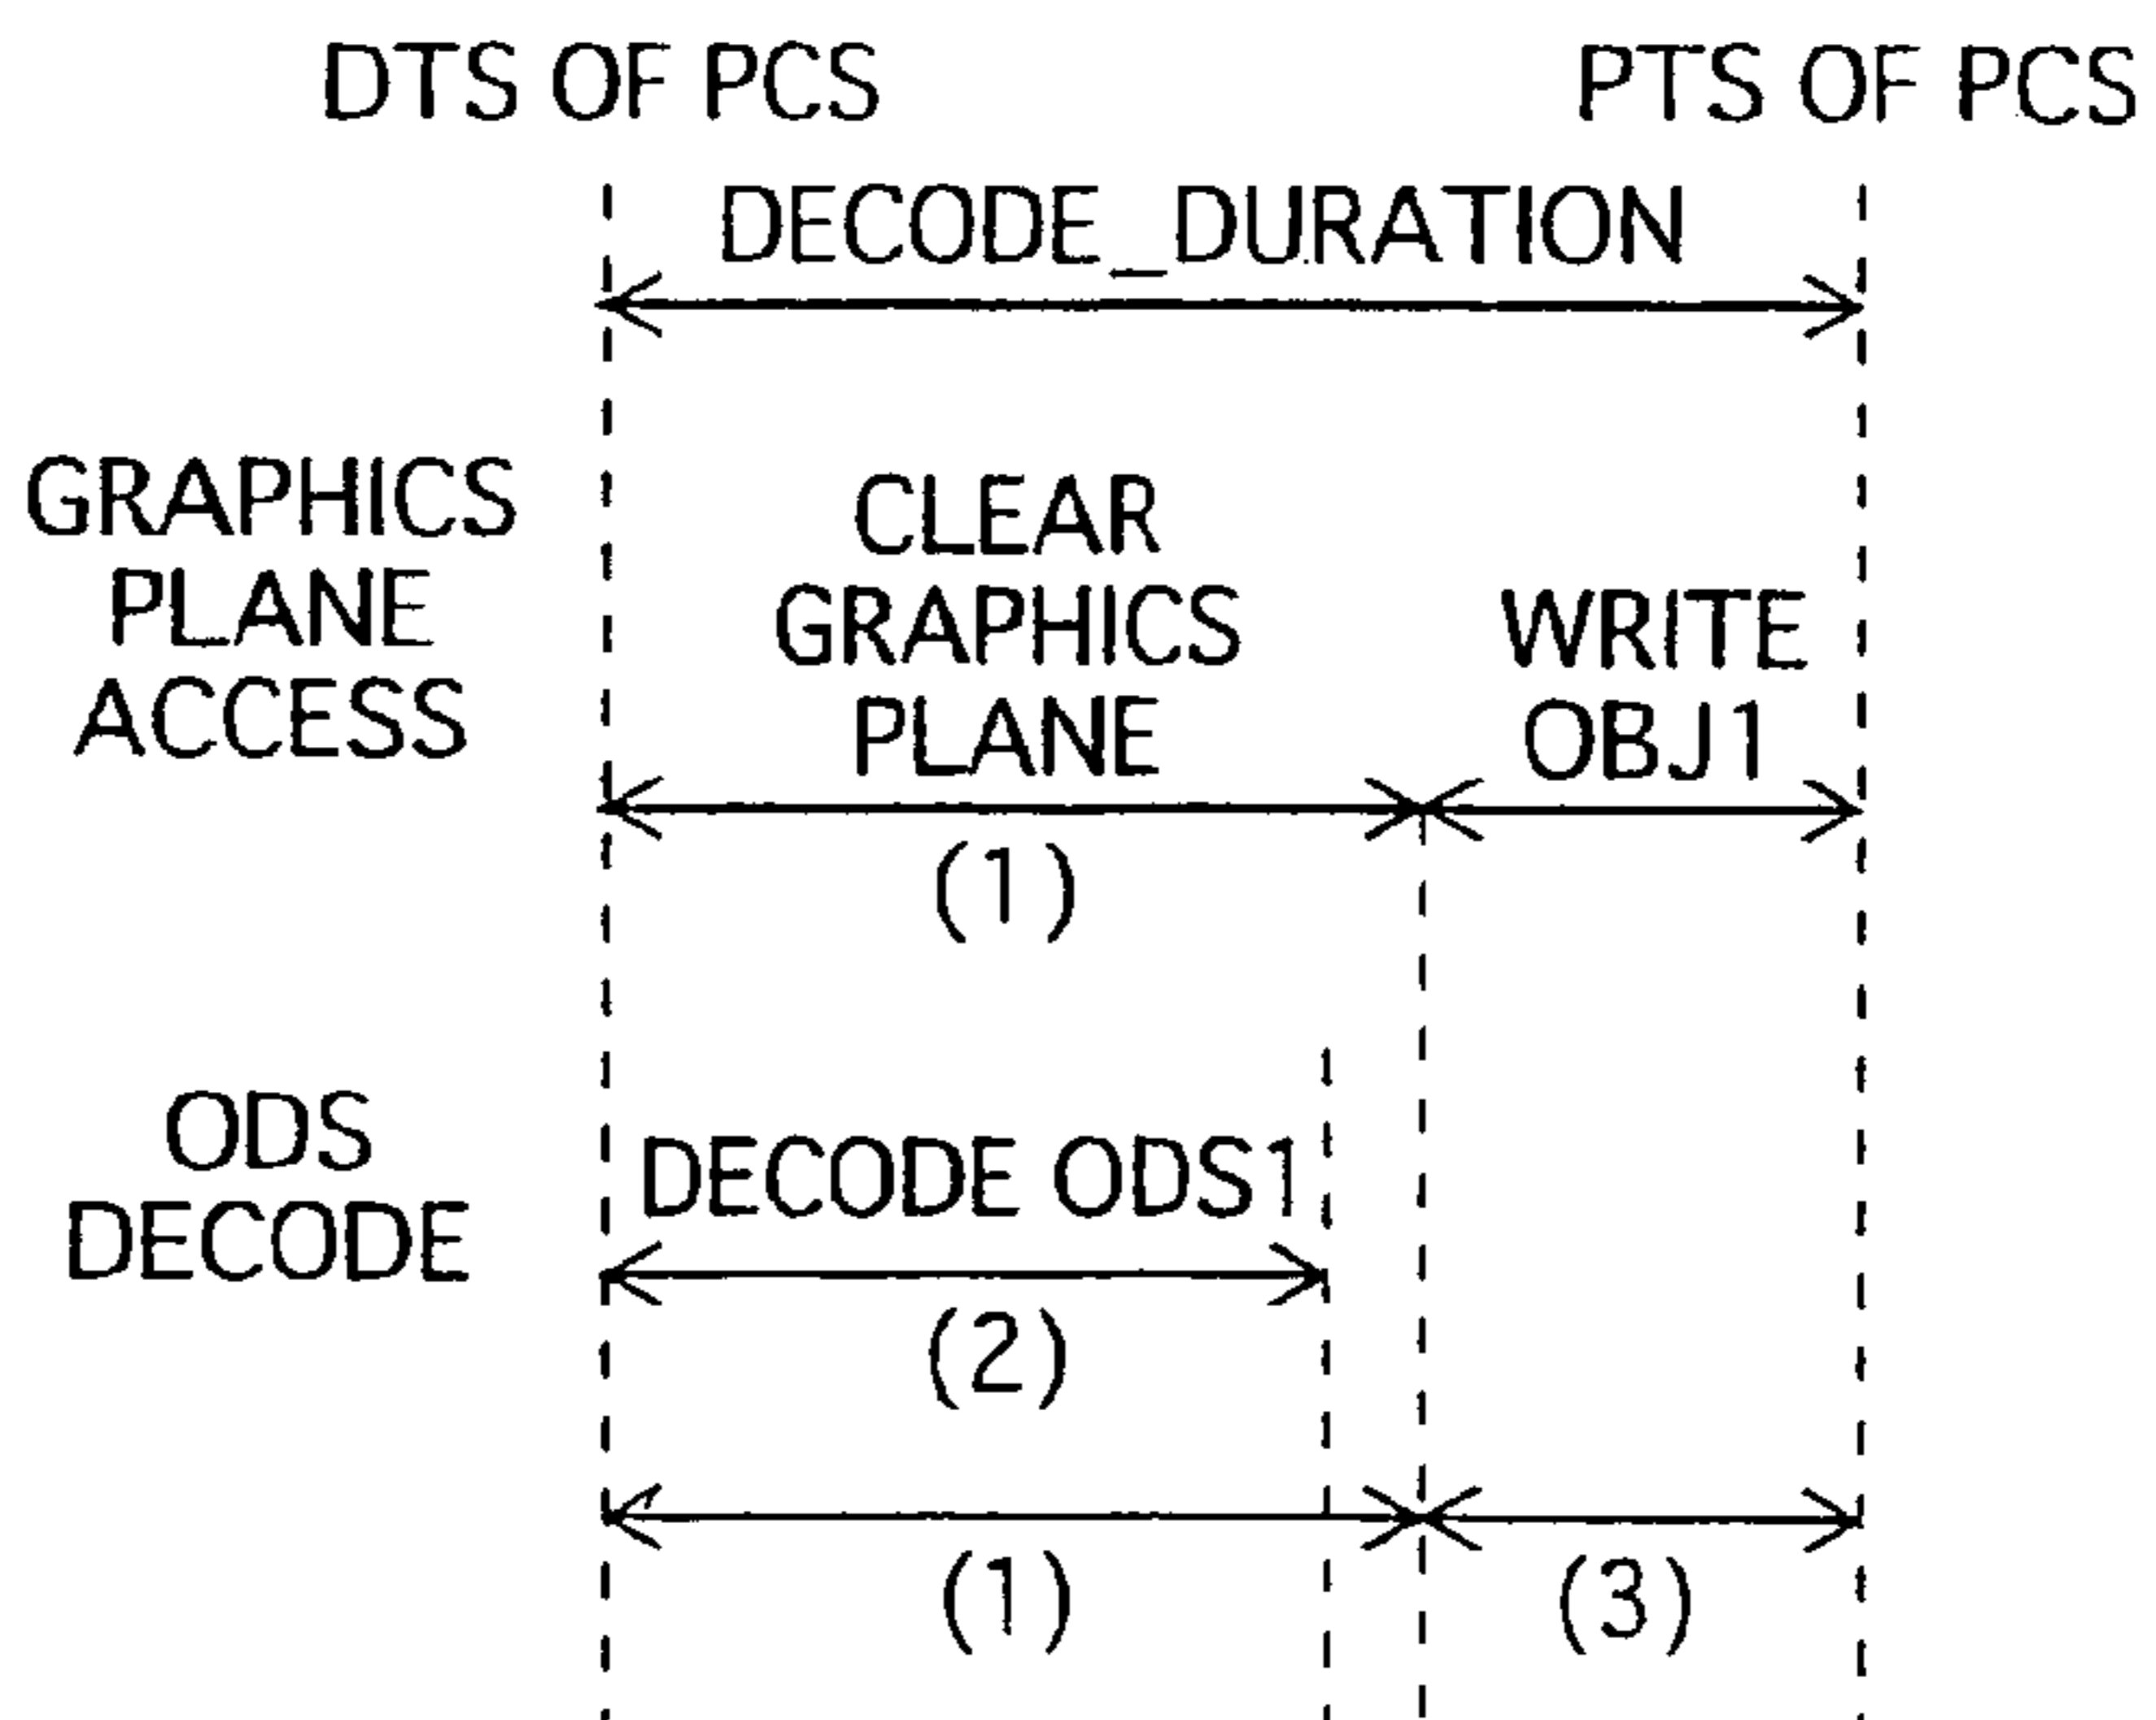 DTS OF PCS
PTS OF PCS
DECODE_DURATION
GRAPHICS
PLANE
ACCESS
CLEAR
GRAPHICS
PLANE
WRITE
OBJ1
(1)
ODS
DECODE
DECODE ODS1
(2)
(1)
(3)